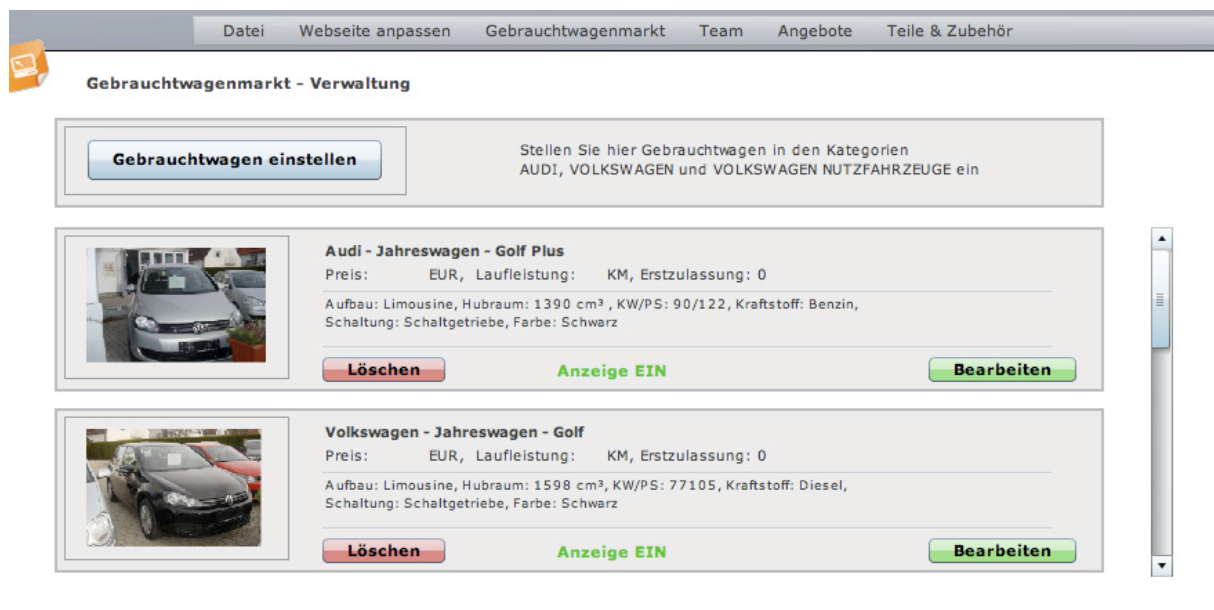 Datei Webseite anpassen Gebrauchtwagenmarkt Team Angebote Teile & Zubehör
Gebrauchtwagenmarkt - Verwaltung
Gebrauchtwagen einstellen
Stellen Sie hier Gebrauchtwagen in den Kategorien
AUDI, VOLKSWAGEN und VOLKSWAGEN NUTZFAHRZEUGE ein
Audi - Jahreswagen - Golf Plus
Preis: EUR, Laufleistung: KM, Erstzulassung: 0
Aufbau: Limousine, Hubraum: 1390 cm³ , KW/PS: 90/122, Kraftstoff: Benzin,
Schaltung: Schaltgetriebe, Farbe: Schwarz
Löschen Anzeige EIN Bearbeiten
Volkswagen - Jahreswagen - Golf
Preis: EUR, Laufleistung: KM, Erstzulassung: 0
Aufbau: Limousine, Hubraum: 1598 cm³, KW/PS: 77105, Kraftstoff: Diesel,
Schaltung: Schaltgetriebe, Farbe: Schwarz
Löschen Anzeige EIN Bearbeiten